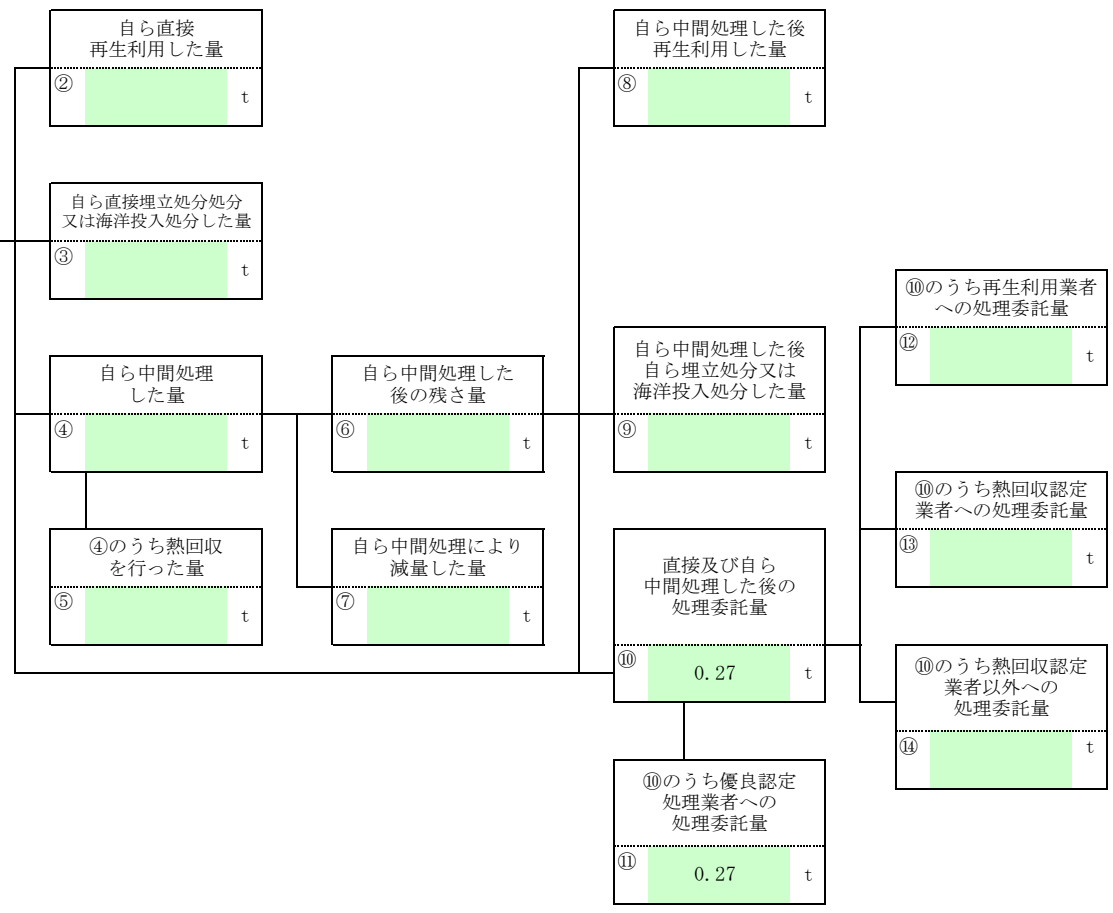 自ら直接
再生利用した量
②
t
自ら直接埋立処分処分
又は海洋投入処分した量
③
t
自ら中間処理
した量
④
t
④のうち熱回収
を行った量
⑤
t
自ら中間処理した
後の残さ量
⑥
t
自ら中間処理により
減量した量
⑦
t
自ら中間処理した後
再生利用した量
⑧
t
自ら中間処理した後
自ら埋立処分又は
海洋投入処分した量
⑨
t
直接及び自ら
中間処理した後の
処理委託量
⑩ 0.27 t
⑩のうち優良認定
処理業者への
処理委託量
⑪ 0.27 t
⑩のうち再生利用業者
への処理委託量
⑫
t
⑩のうち熱回収認定
業者への処理委託量
⑬
t
⑩のうち熱回収認定
業者以外への
処理委託量
⑭
t